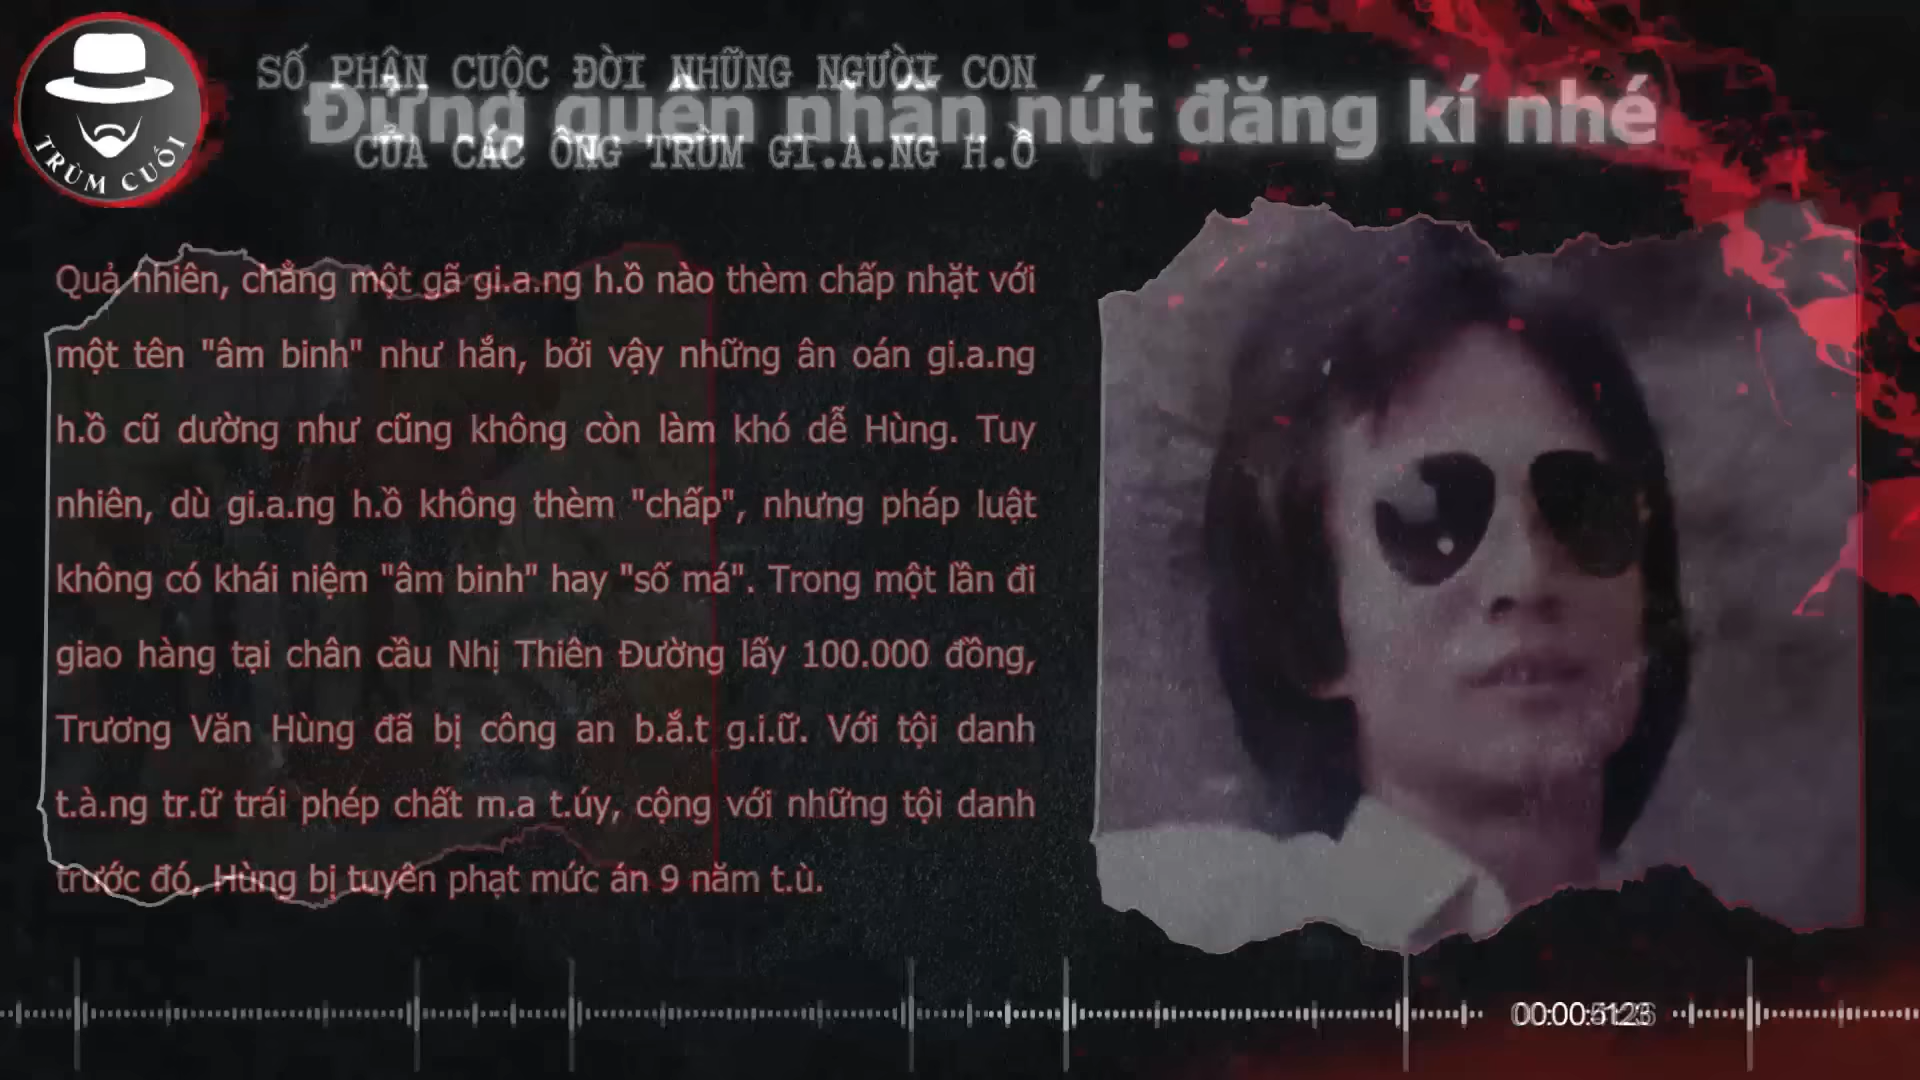 TRÙM CUỐI
SỐ PHẬN CUỘC ĐỜI NHỮNG NGƯỜI CON
Đừng quên nhấn nút đăng kí nhé
CỦA CÁC ÔNG TRÙM GI.A.NG H.Ồ
Quả nhiên, chẳng một gã gi.a.ng h.ồ nào thèm chấp nhặt với
một tên "âm binh" như hắn, bởi vậy những ân oán gi.a.ng
h.ồ cũ dường như cũng không còn làm khó dễ Hùng. Tuy
nhiên, dù gi.a.ng h.ồ không thèm "chấp", nhưng pháp luật
không có khái niệm "âm binh" hay "số má". Trong một lần đi
giao hàng tại chân cầu Nhị Thiên Đường lấy 100.000 đồng,
Trương Văn Hùng đã bị công an b.ắ.t g.i.ữ. Với tội danh
t.à.ng tr.ữ trái phép chất m.a t.úy, cộng với những tội danh
trước đó, Hùng bị tuyên phạt mức án 9 năm t.ù.